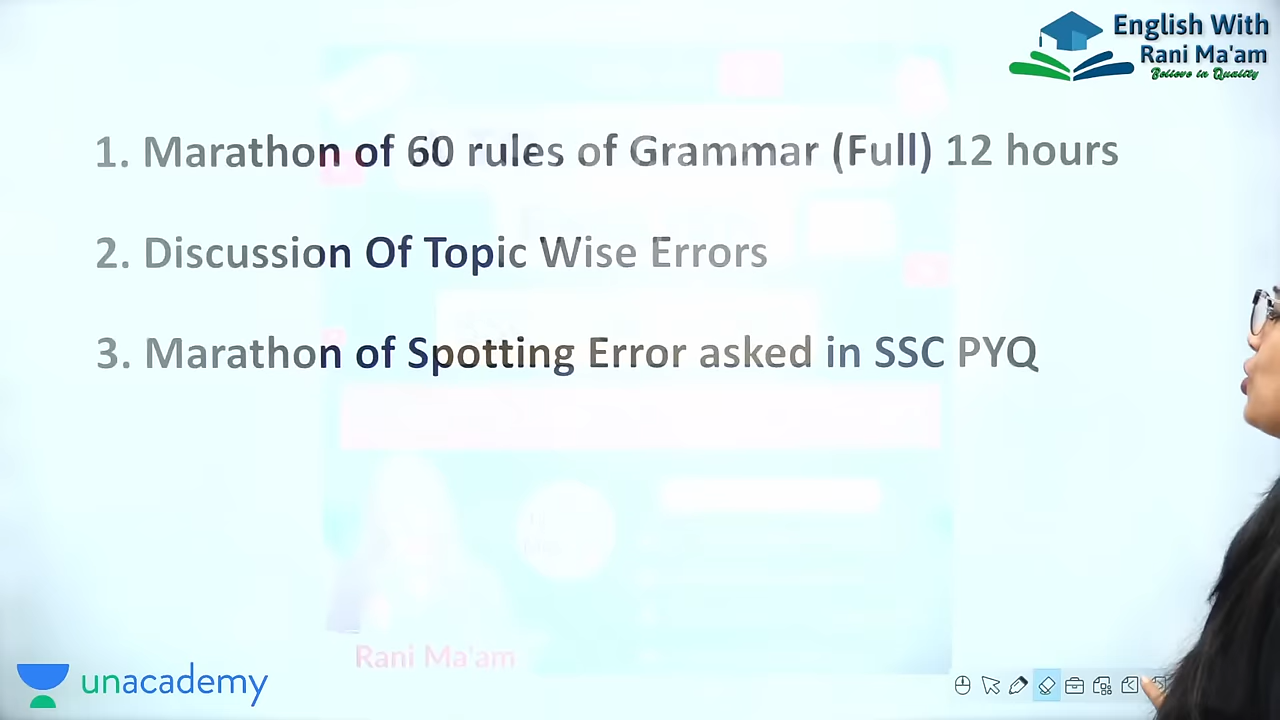 English With
Rani Ma'am
Believe in Quality
1. Marathon of 60 rules of Grammar (Full) 12 hours
2. Discussion Of Topic Wise Errors
3. Marathon of Spotting Error asked in SSC PYQ
Rani Ma'am
unacademy